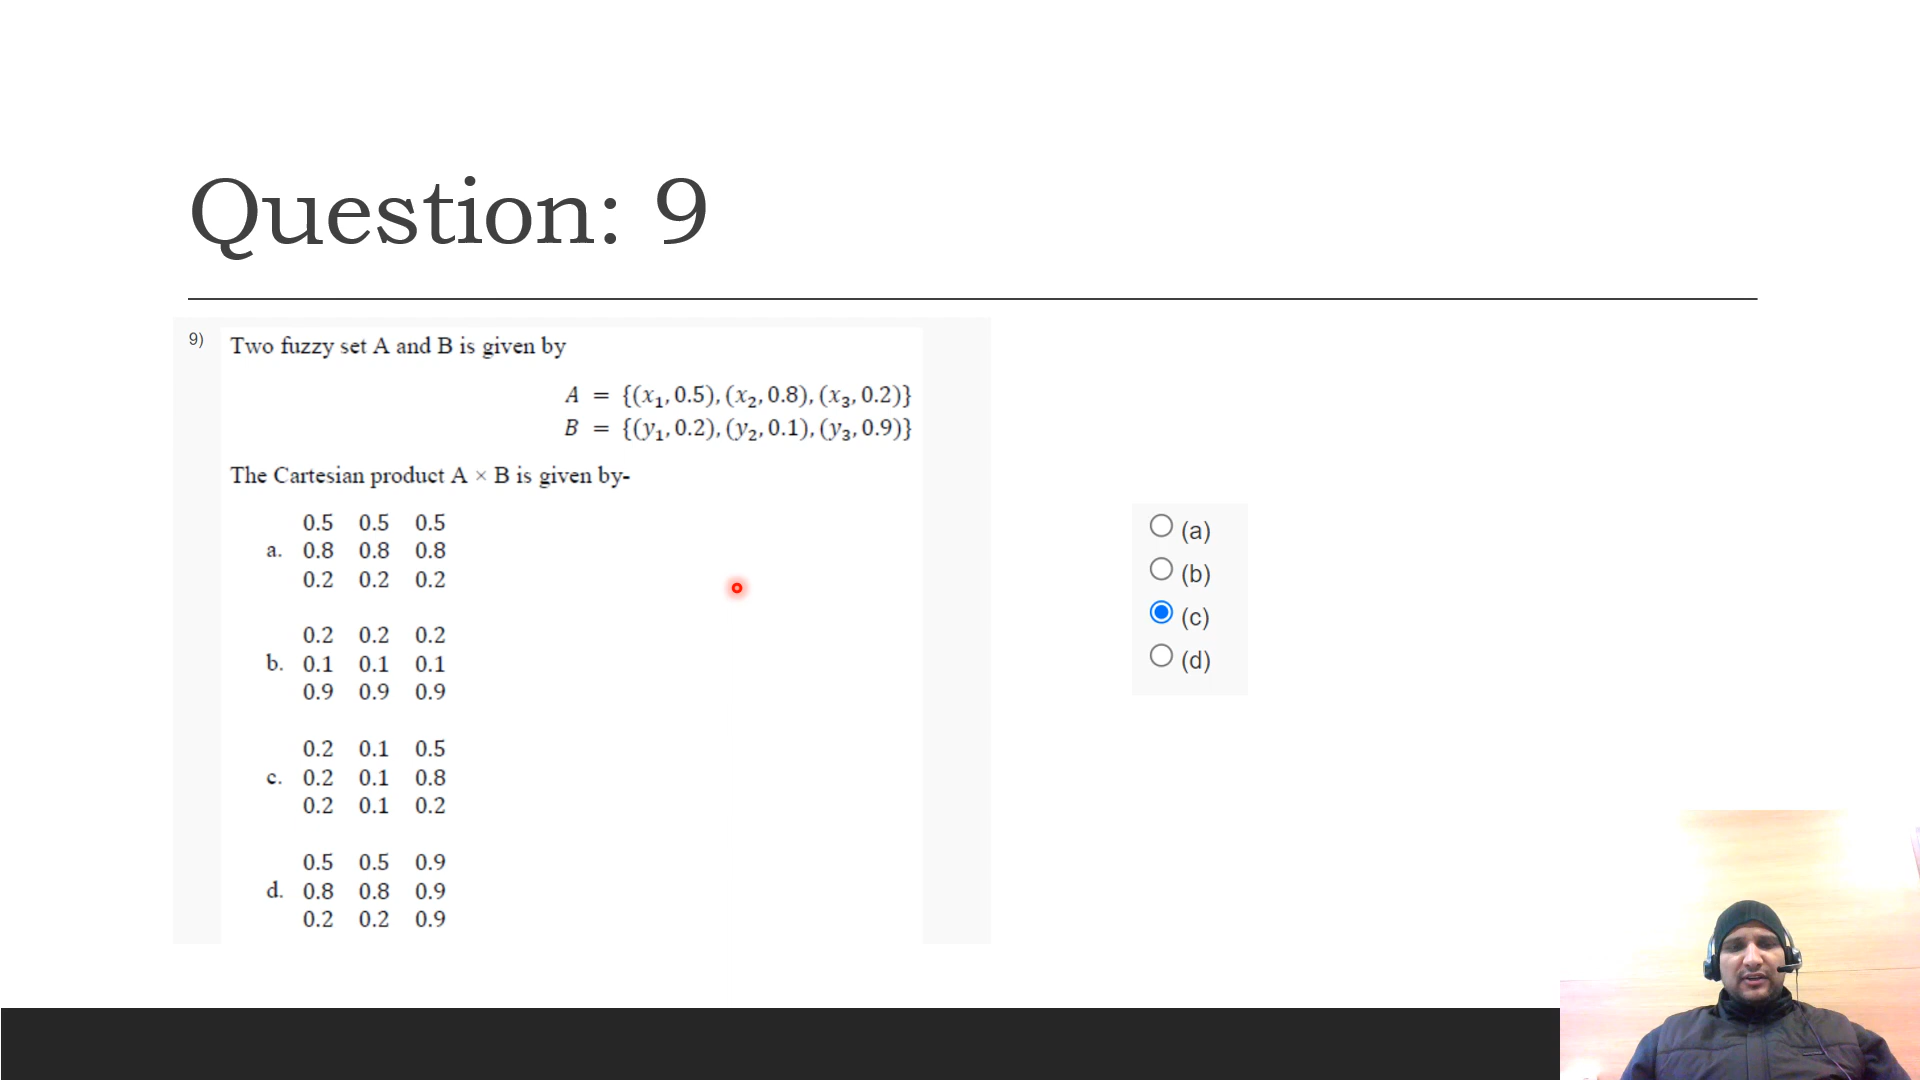 Question: 9
9) Two fuzzy set A and B is given by
A = {(x₁, 0.5), (x₂, 0.8), (x₃, 0.2)}
B = {(y₁, 0.2), (y₂, 0.1), (y₃, 0.9)}
The Cartesian product A × B is given by-
0.5 0.5 0.5
a. 0.8 0.8 0.8
0.2 0.2 0.2
0.2 0.2 0.2
b. 0.1 0.1 0.1
0.9 0.9 0.9
0.2 0.1 0.5
c. 0.2 0.1 0.8
0.2 0.1 0.2
0.5 0.5 0.9
d. 0.8 0.8 0.9
0.2 0.2 0.9
(a)
(b)
(c)
(d)